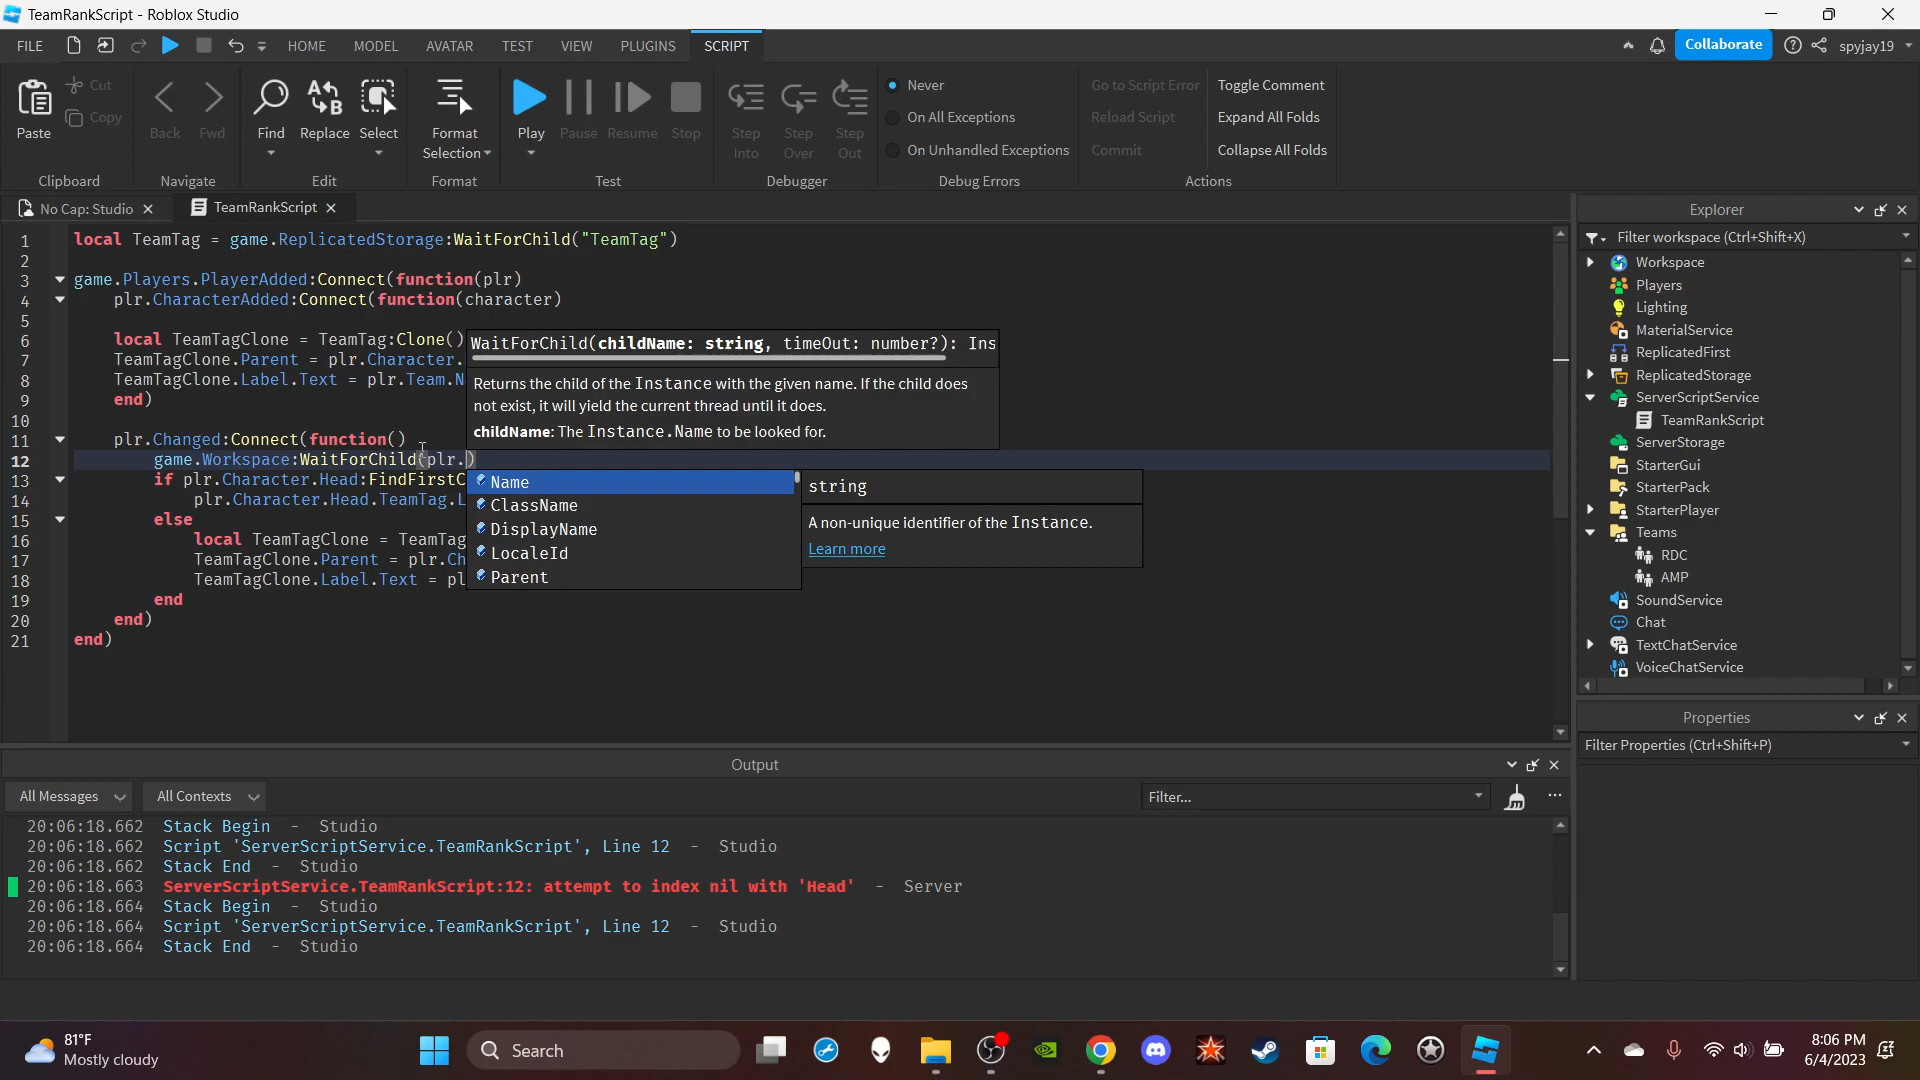 TeamRankScript - Roblox Studio
FILE HOME MODEL AVATAR TEST VIEW PLUGINS SCRIPT Collaborate spyjay19
Paste Cut Copy Back Fwd Find Replace Select Format Selection Play Pause Resume Stop Step Into Step Over Step Out
Never
On All Exceptions
On Unhandled Exceptions
Go to Script Error
Reload Script
Commit
Toggle Comment
Expand All Folds
Collapse All Folds
Clipboard Navigate Edit Format Test Debugger Debug Errors Actions
No Cap: Studio TeamRankScript
1 local TeamTag = game.ReplicatedStorage:WaitForChild("TeamTag")
2
3 game.Players.PlayerAdded:Connect(function(plr)
4 plr.CharacterAdded:Connect(function(character)
5
6 local TeamTagClone = TeamTag:Clone()
7 TeamTagClone.Parent = plr.Character.
8 TeamTagClone.Label.Text = plr.Team.N
9 end)
10
11 plr.Changed:Connect(function()
12 game.Workspace:WaitForChild(plr.)
13 if plr.Character.Head:FindFirstC
14 plr.Character.Head.TeamTag.L
15 else
16 local TeamTagClone = TeamTag
17 TeamTagClone.Parent = plr.Ch
18 TeamTagClone.Label.Text = pl
19 end
20 end)
21 end)
WaitForChild(childName: string, timeOut: number?): Ins
Returns the child of the Instance with the given name. If the child does
not exist, it will yield the current thread until it does.
childName: The Instance.Name to be looked for.
Name
ClassName
DisplayName
LocaleId
Parent
string
A non-unique identifier of the Instance.
Learn more
Explorer
Filter workspace (Ctrl+Shift+X)
Workspace
Players
Lighting
MaterialService
ReplicatedFirst
ReplicatedStorage
ServerScriptService
TeamRankScript
ServerStorage
StarterGui
StarterPack
StarterPlayer
Teams
RDC
AMP
SoundService
Chat
TextChatService
VoiceChatService
Properties
Filter Properties (Ctrl+Shift+P)
Output
All Messages All Contexts Filter...
20:06:18.662 Stack Begin - Studio
20:06:18.662 Script 'ServerScriptService.TeamRankScript', Line 12 - Studio
20:06:18.662 Stack End - Studio
20:06:18.663 ServerScriptService.TeamRankScript:12: attempt to index nil with 'Head' - Server
20:06:18.664 Stack Begin - Studio
20:06:18.664 Script 'ServerScriptService.TeamRankScript', Line 12 - Studio
20:06:18.664 Stack End - Studio
81°F
Mostly cloudy
Search
8:06 PM
6/4/2023